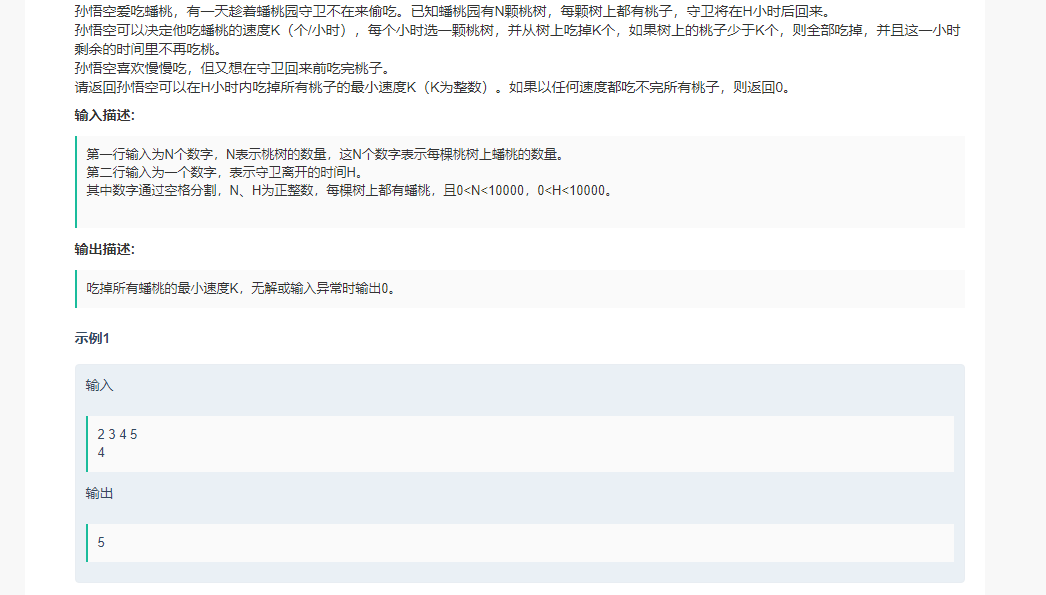 孙悟空爱吃蟠桃，有一天趁着蟠桃园守卫不在来偷吃。已知蟠桃园有N颗桃树，每颗树上都有桃子，守卫将在H小时后回来。
孙悟空可以决定他吃蟠桃的速度K（个/小时），每个小时选一颗桃树，并从树上吃掉K个，如果树上的桃子少于K个，则全部吃掉，并且这一小时
剩余的时间里不再吃桃。
孙悟空喜欢慢慢吃，但又想在守卫回来前吃完桃子。
请返回孙悟空可以在H小时内吃掉所有桃子的最小速度K（K为整数）。如果以任何速度都吃不完所有桃子，则返回0。
输入描述:
第一行输入为N个数字，N表示桃树的数量，这N个数字表示每棵桃树上蟠桃的数量。
第二行输入为一个数字，表示守卫离开的时间H。
其中数字通过空格分割，N、H为正整数，每棵树上都有蟠桃，且0<N<10000，0<H<10000。
输出描述:
吃掉所有蟠桃的最小速度K，无解或输入异常时输出0。
示例1
输入
2 3 4 5
4
输出
5